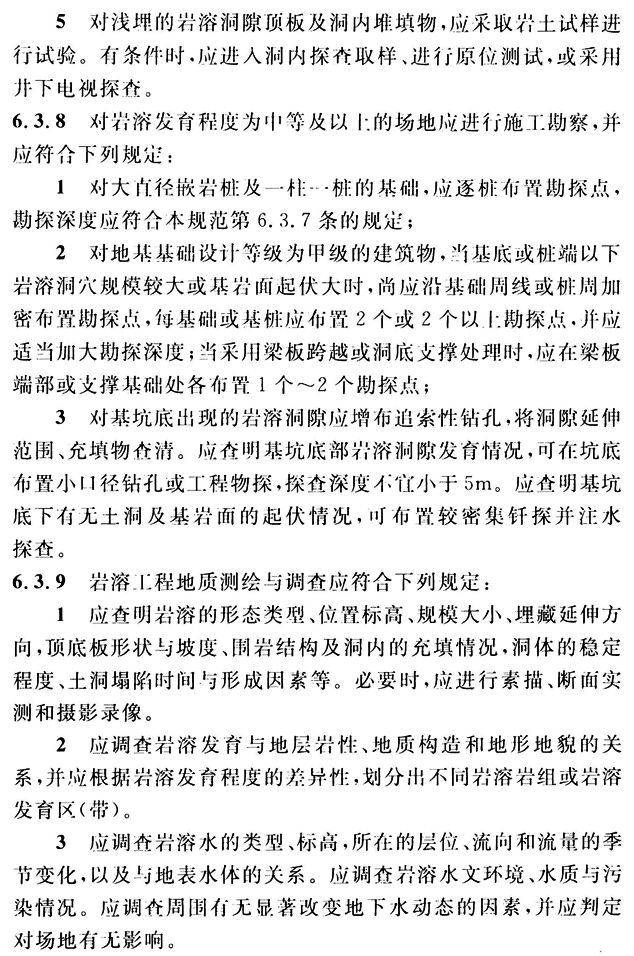 5 对浅埋的岩溶洞隙顶板及洞内堆填物,应采取岩土试样进
行试验。有条件时,应进入洞内探查取样、进行原位测试,或采用
井下电视探查。
6.3.8 对岩溶发育程度为中等及以上的场地应进行施工勘察,并
应符合下列规定:
1 对大直径嵌岩桩及一柱一桩的基础,应逐桩布置勘探点,
勘探深度应符合本规范第 6.3.7 条的规定;
2 对地基基础设计等级为甲级的建筑物,当基底或桩端以下
岩溶洞穴规模较大或基岩面起伏大时,尚应沿基础周线或桩周加
密布置勘探点,每基础或基桩应布置 2 个或 2 个以上勘探点,并应
适当加大勘探深度;当采用梁板跨越或洞底支撑处理时,应在梁板
端部或支撑基础处各布置 1 个～2 个勘探点;
3 对基坑底出现的岩溶洞隙应增布追索性钻孔,将洞隙延伸
范围、充填物查清。应查明基坑底部岩溶洞隙发育情况,可在坑底
布置小口径钻孔或工程物探,探查深度不宜小于 5m。应查明基坑
底下有无土洞及基岩面的起伏情况,可布置较密集钎探并注水
探查。
6.3.9 岩溶工程地质测绘与调查应符合下列规定:
1 应查明岩溶的形态类型、位置标高、规模大小、埋藏延伸方
向,顶底板形状与坡度、围岩结构及洞内的充填情况,洞体的稳定
程度、土洞塌陷时间与形成因素等。必要时,应进行素描、断面实
测和摄影录像。
2 应调查岩溶发育与地层岩性、地质构造和地形地貌的关
系,并应根据岩溶发育程度的差异性,划分出不同岩溶岩组或岩溶
发育区(带)。
3 应调查岩溶水的类型、标高,所在的层位、流向和流量的季
节变化,以及与地表水体的关系。应调查岩溶水文环境、水质与污
染情况。应调查周围有无显著改变地下水动态的因素,并应判定
对场地有无影响。